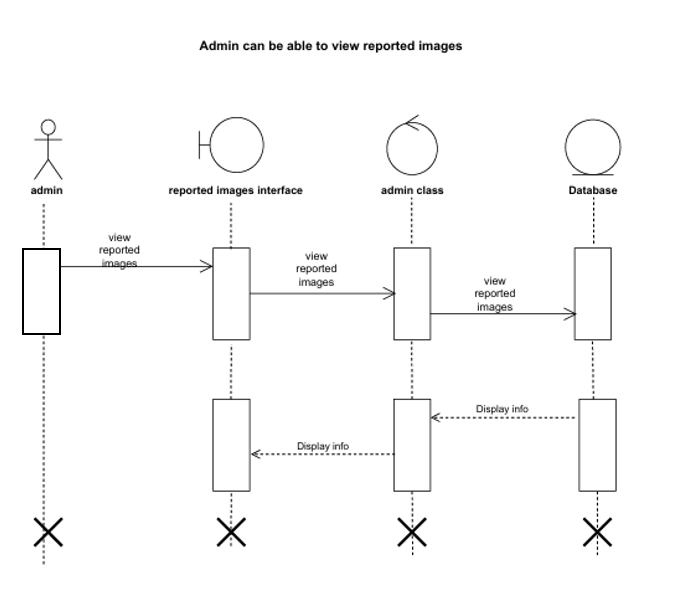 Admin can be able to view reported images
admin
reported images interface
admin class
Database
view
reported
images
view
reported
images
view
reported
images
Display info
Display info